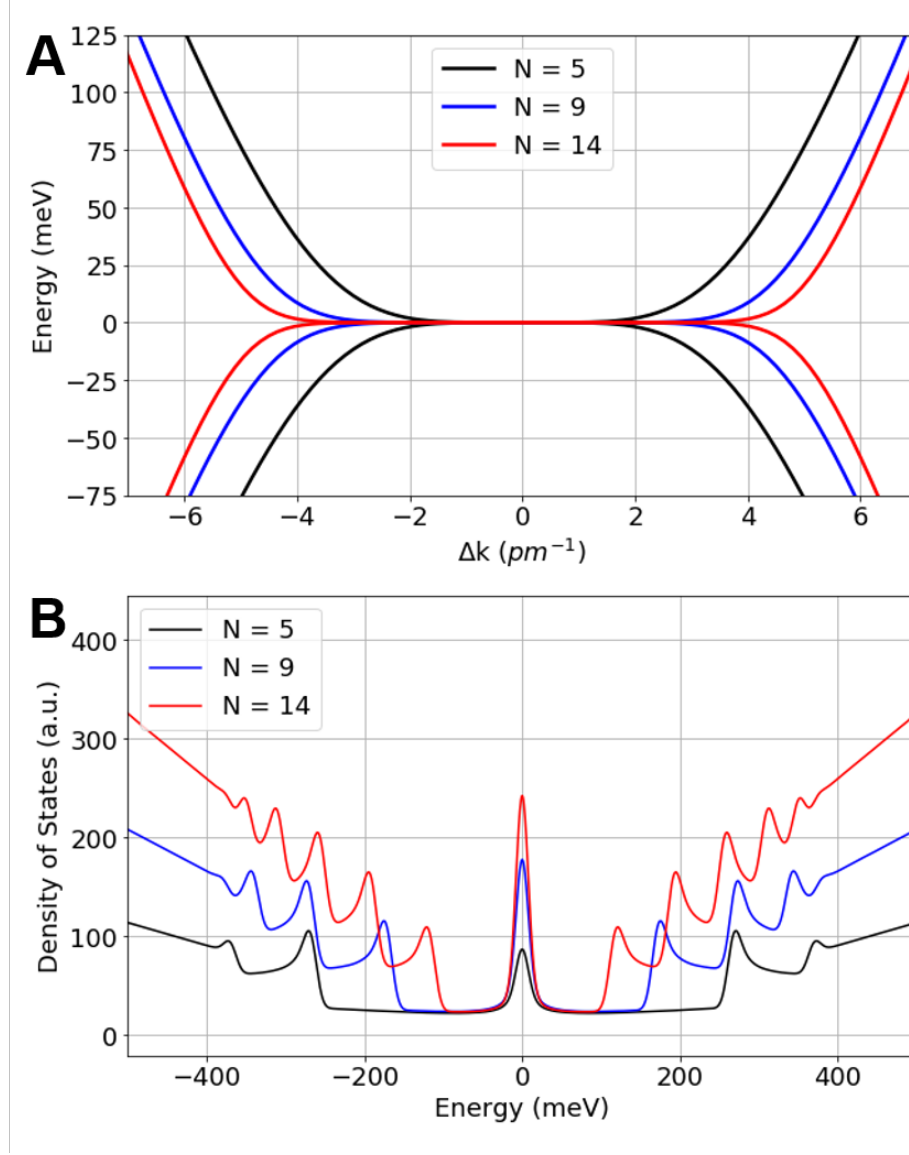 A
125
100
75
50
25
0
−25
−50
−75
Energy (meV)
N = 5
N = 9
N = 14
−6 −4 −2 0 2 4 6
Δk (pm⁻¹)
B
400
300
200
100
0
Density of States (a.u.)
N = 5
N = 9
N = 14
−400 −200 0 200 400
Energy (meV)